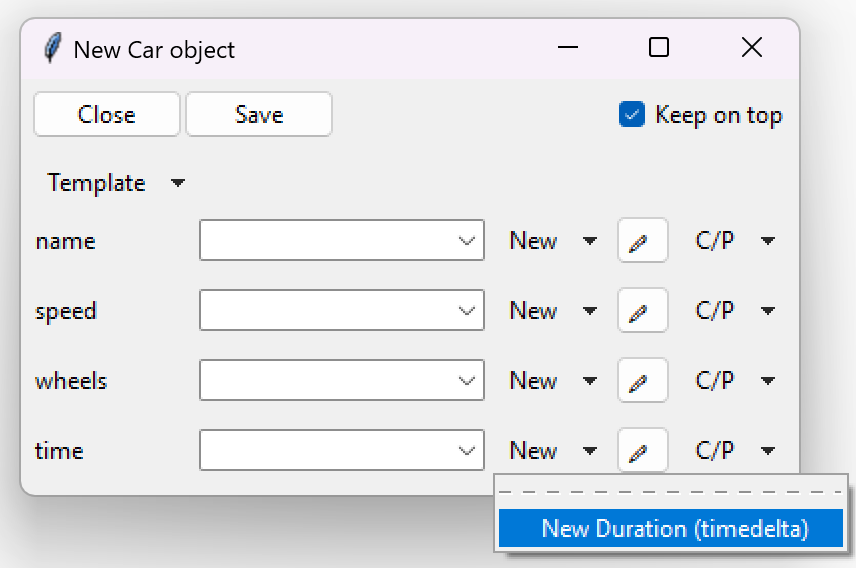 New Car object
Close Save Keep on top
Template
name New C/P
speed New C/P
wheels New C/P
time New C/P
New Duration (timedelta)